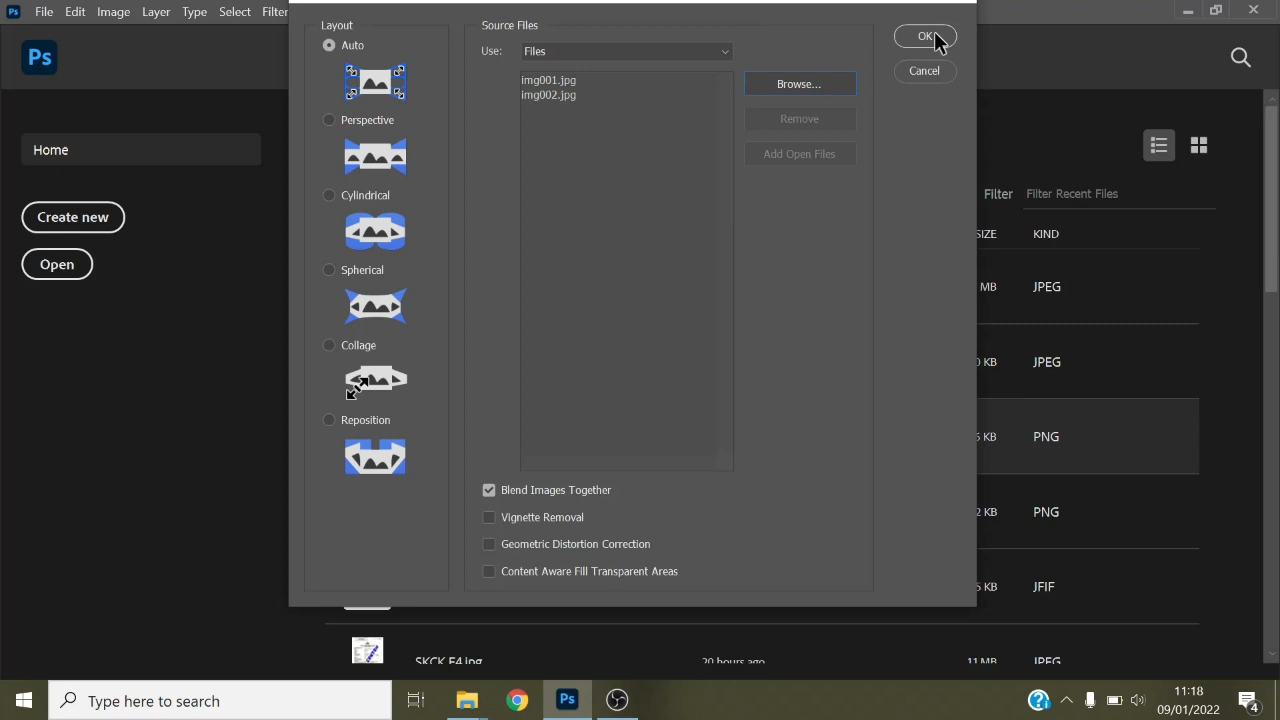 Ps File Edit Image Layer Type Select Filter
Ps
Home
Create new
Open
Layout
Auto
Perspective
Cylindrical
Spherical
Collage
Reposition
Source Files
Use: Files
img001.jpg
img002.jpg
Browse...
Remove
Add Open Files
OK
Cancel
Blend Images Together
Vignette Removal
Geometric Distortion Correction
Content Aware Fill Transparent Areas
Filter Filter Recent Files
SIZE KIND
MB JPEG
KB JPEG
KB PNG
KB PNG
KB JFIF
SKCK F4.jpg 20 hours ago 11 MB JPEG
Type here to search
Ps
11:18
09/01/2022
4